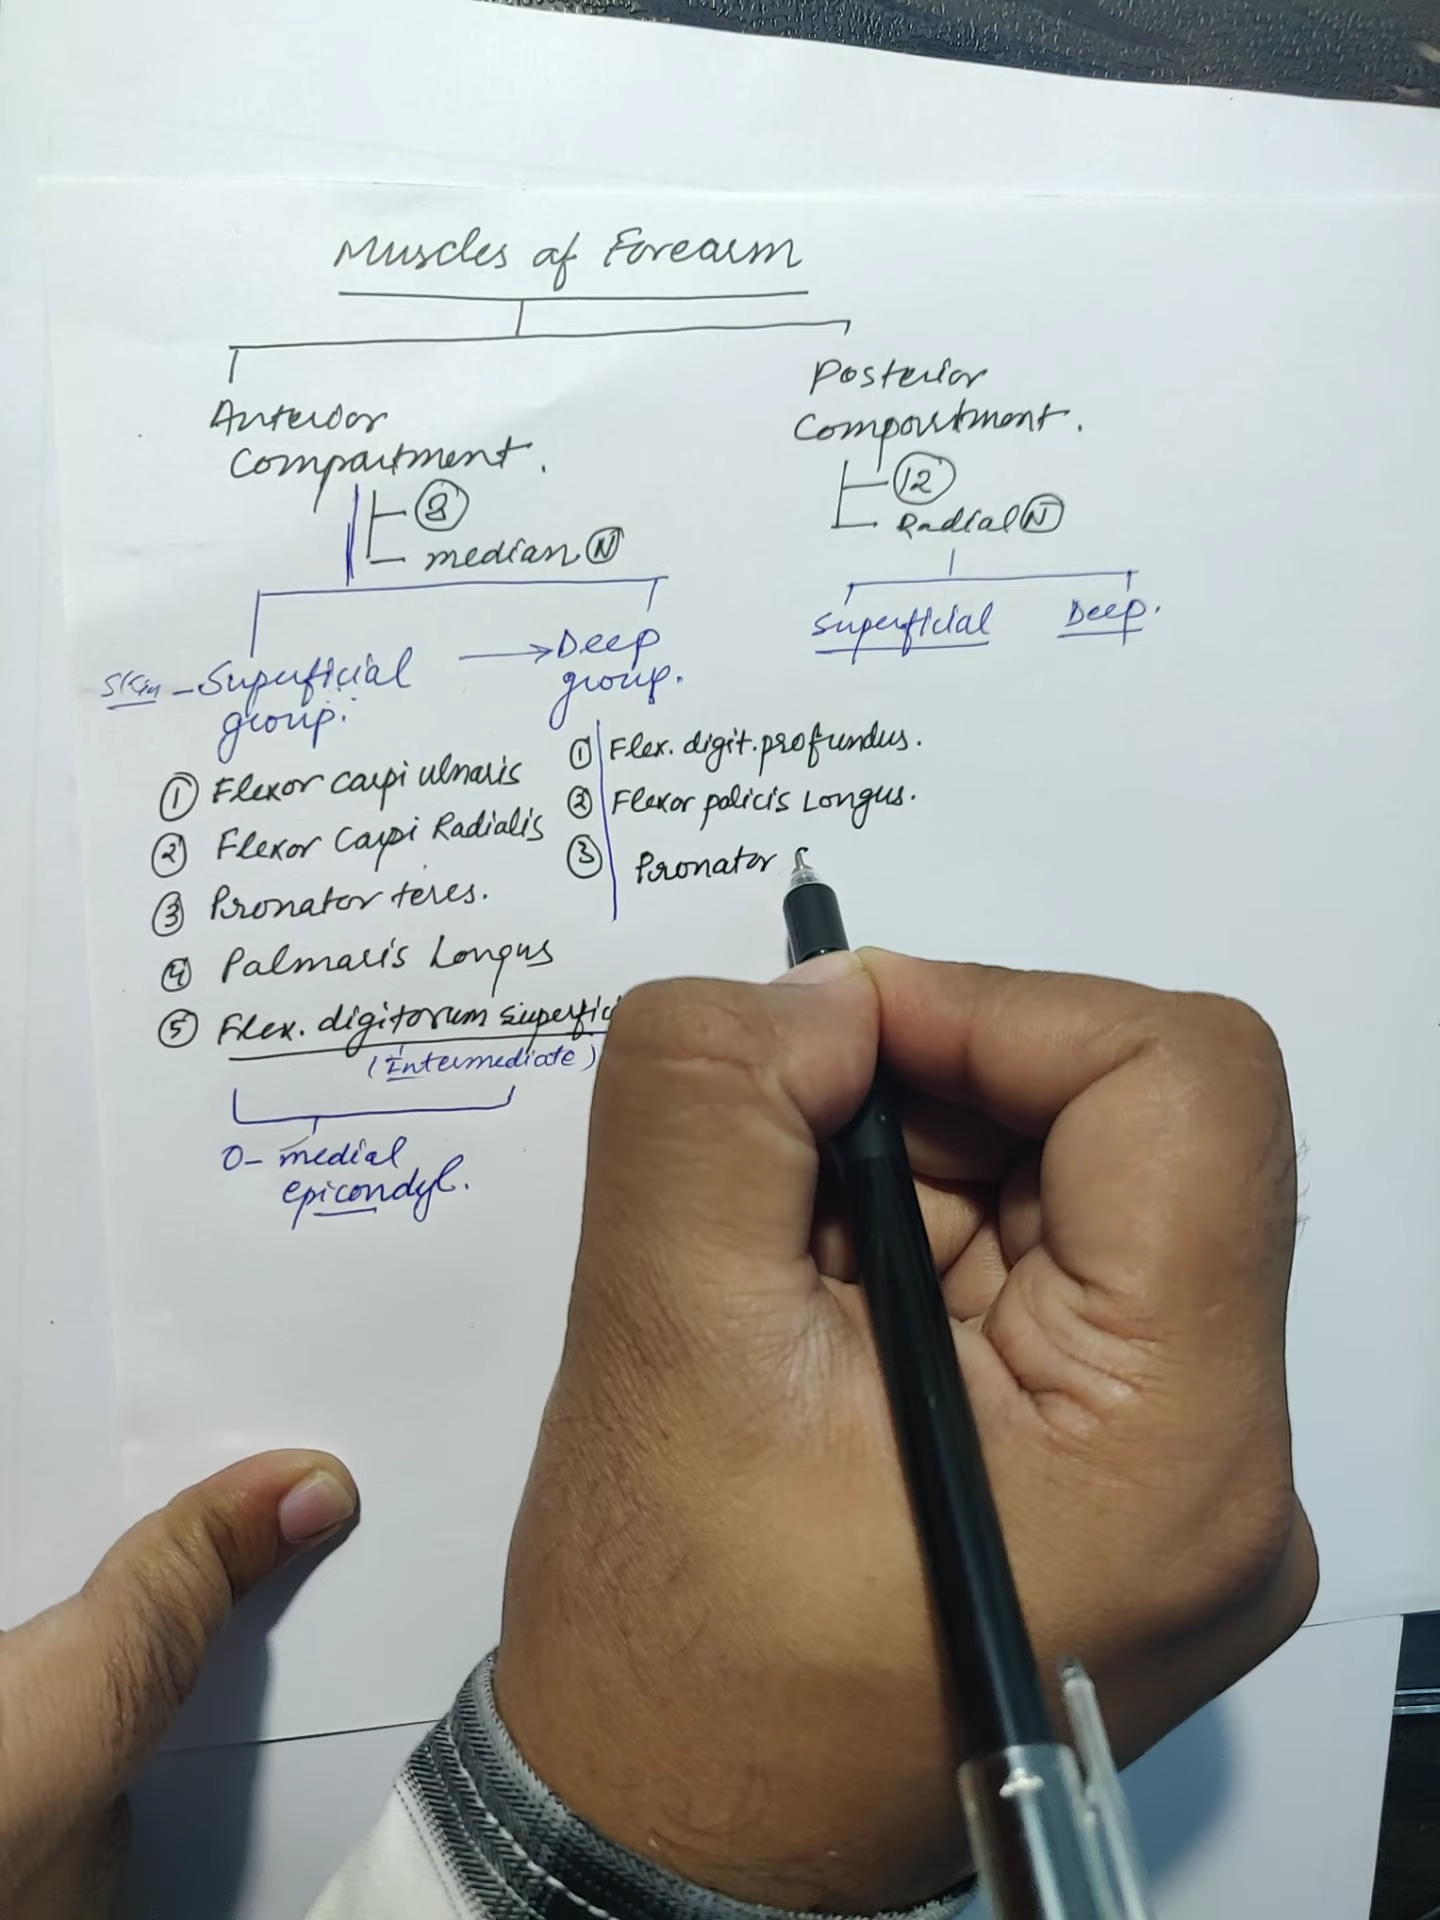 Muscles of Forearm
Anterior
Compartment.
8
median N
Posterior
Compartment.
12
Radial N
Skin - Superficial
group.
→ Deep
group.
Superficial
Deep.
1 Flexor Carpi ulnaris
2 Flexor Carpi Radialis
3 Pronator teres.
4 Palmaris Longus
5 Flex. digitorum superfici
(Intermediate)
O- medial
epicondyl.
1 Flex. digit. profundus.
2 Flexor policis Longus.
3 Pronator